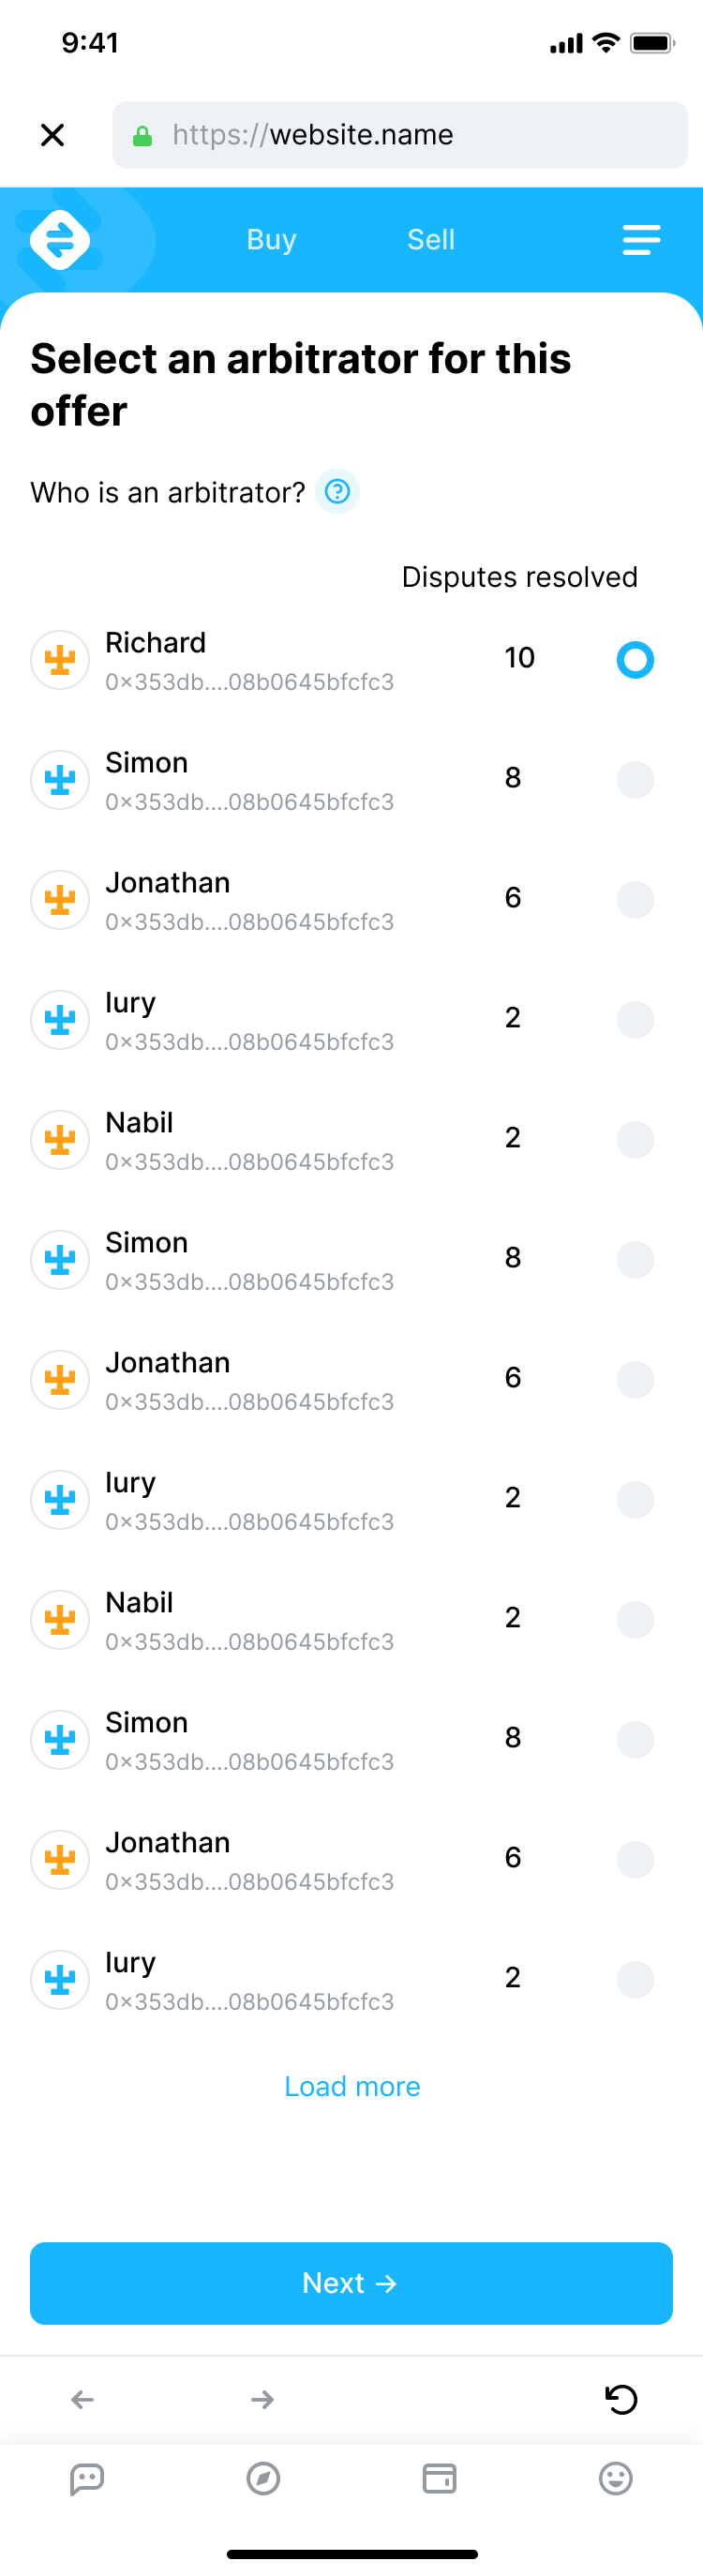 9:41
https://website.name
Buy Sell
Select an arbitrator for this
offer
Who is an arbitrator?
Disputes resolved
Richard
0×353db....08b0645bfcfc3
10
Simon
0×353db....08b0645bfcfc3
8
Jonathan
0×353db....08b0645bfcfc3
6
Iury
0×353db....08b0645bfcfc3
2
Nabil
0×353db....08b0645bfcfc3
2
Simon
0×353db....08b0645bfcfc3
8
Jonathan
0×353db....08b0645bfcfc3
6
Iury
0×353db....08b0645bfcfc3
2
Nabil
0×353db....08b0645bfcfc3
2
Simon
0×353db....08b0645bfcfc3
8
Jonathan
0×353db....08b0645bfcfc3
6
Iury
0×353db....08b0645bfcfc3
2
Load more
Next →